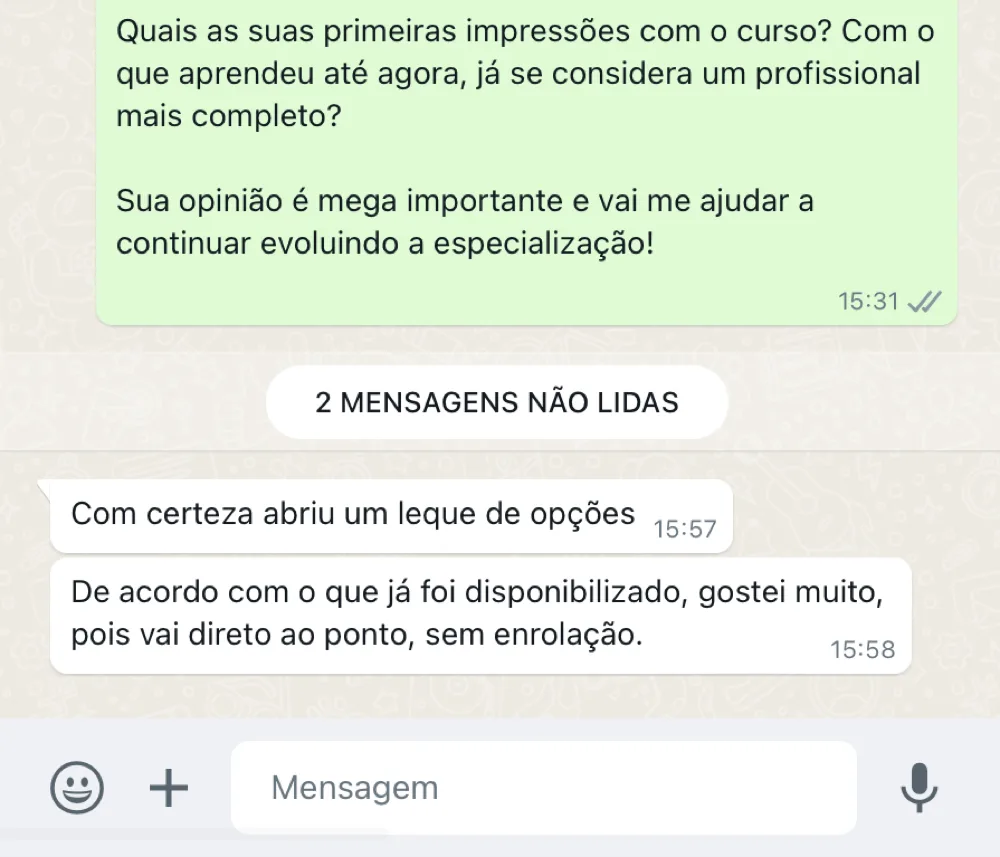 Quais as suas primeiras impressões com o curso? Com o
que aprendeu até agora, já se considera um profissional
mais completo?
Sua opinião é mega importante e vai me ajudar a
continuar evoluindo a especialização!
15:31
2 MENSAGENS NÃO LIDAS
Com certeza abriu um leque de opções
15:57
De acordo com o que já foi disponibilizado, gostei muito,
pois vai direto ao ponto, sem enrolação.
15:58
Mensagem